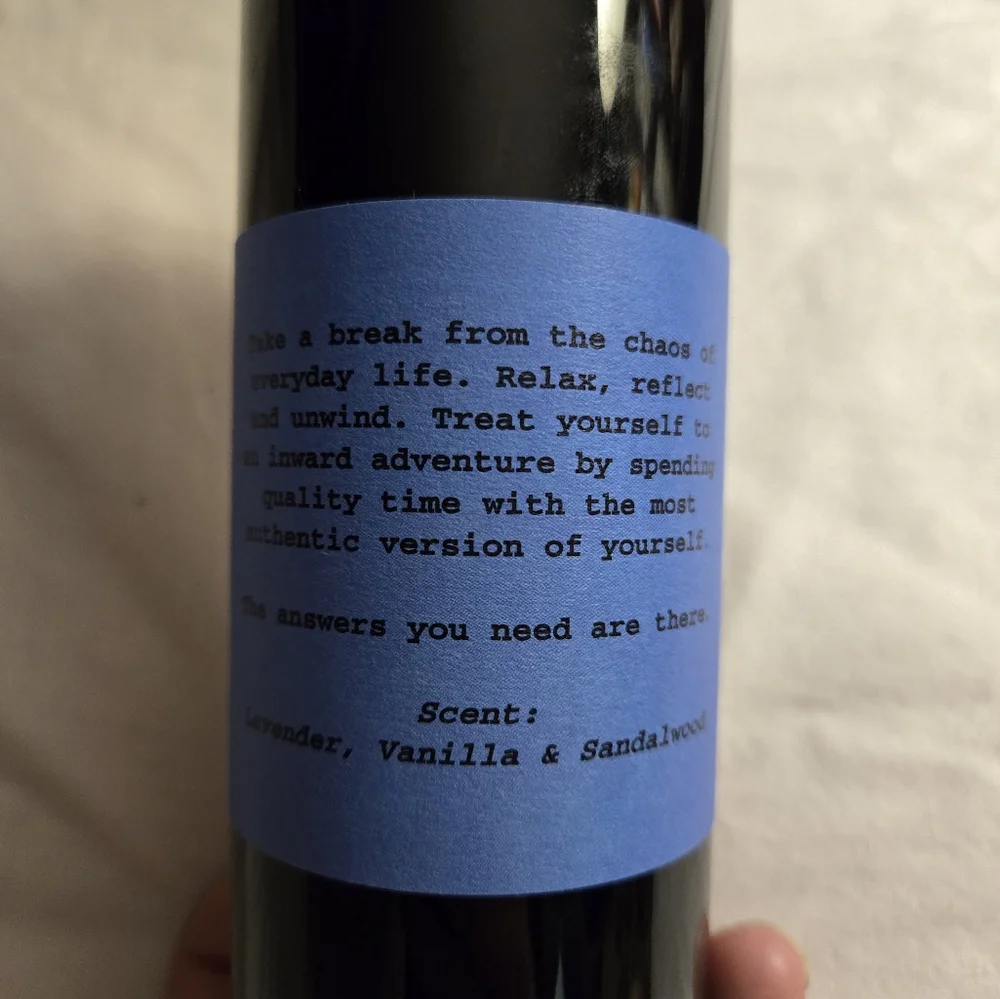 Take a break from the chaos of
everyday life. Relax, reflect
and unwind. Treat yourself to
an inward adventure by spending
quality time with the most
authentic version of yourself.
The answers you need are there.
Scent:
Lavender, Vanilla & Sandalwood